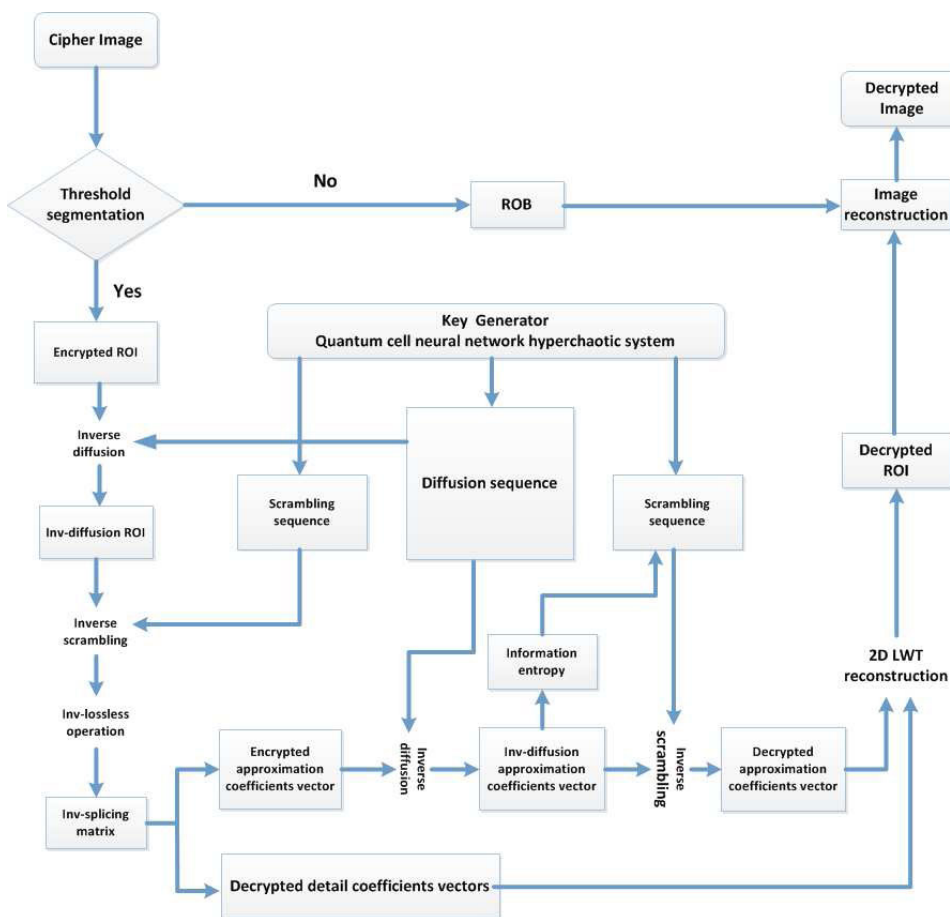 Cipher Image
Decrypted
Image
Threshold
segmentation
No
ROB
Image
reconstruction
Yes
Key Generator
Quantum cell neural network hyperchaotic system
Encrypted ROI
Inverse
diffusion
Diffusion sequence
Decrypted
ROI
Scrambling
sequence
Scrambling
sequence
Inv-diffusion ROI
Inverse
scrambling
Information
entropy
2D LWT
reconstruction
Inv-lossless
operation
Encrypted
approximation
coefficients vector
Inverse
diffusion
Inv-diffusion
approximation
coefficients vector
Inverse
scrambling
Decrypted
approximation
coefficients vector
Inv-splicing
matrix
Decrypted detail coefficients vectors